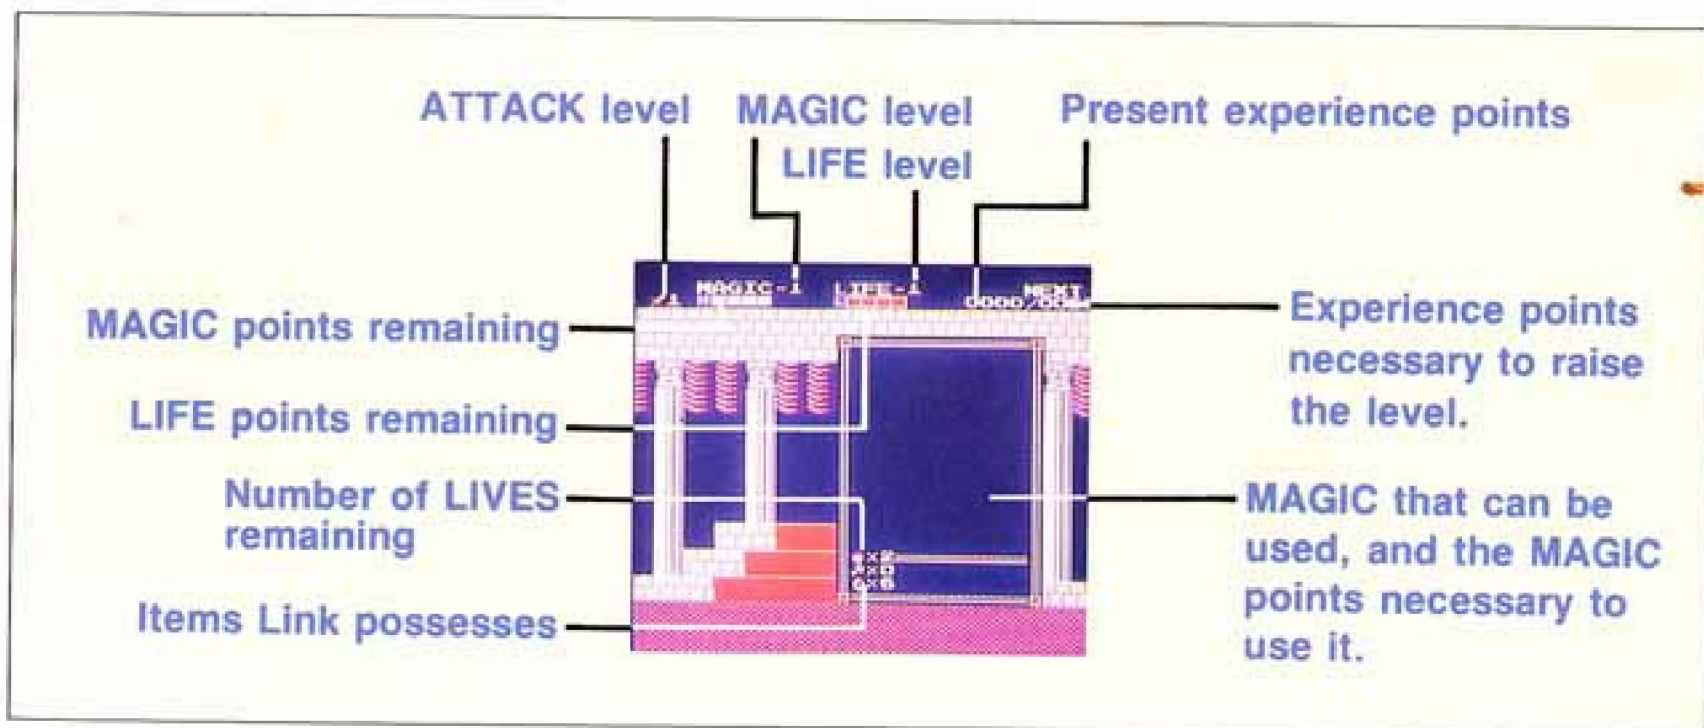 ATTACK level
MAGIC level
Present experience points
LIFE level
MAGIC-1
LIFE-1
NEXT
MAGIC points remaining
Experience points
necessary to raise
the level.
LIFE points remaining
Number of LIVES
remaining
MAGIC that can be
used, and the MAGIC
points necessary to
use it.
Items Link possesses